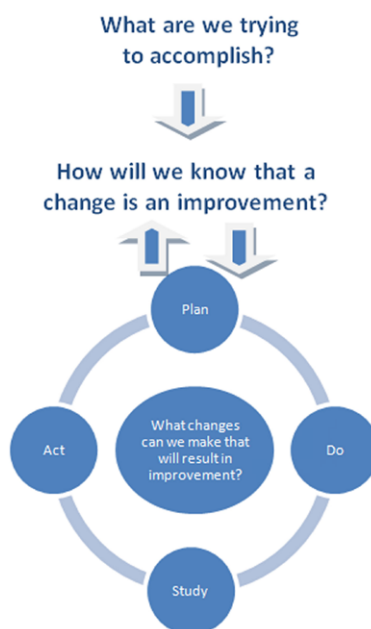 What are we trying
to accomplish?
How will we know that a
change is an improvement?
Plan
What changes
can we make that
will result in
improvement?
Act
Do
Study